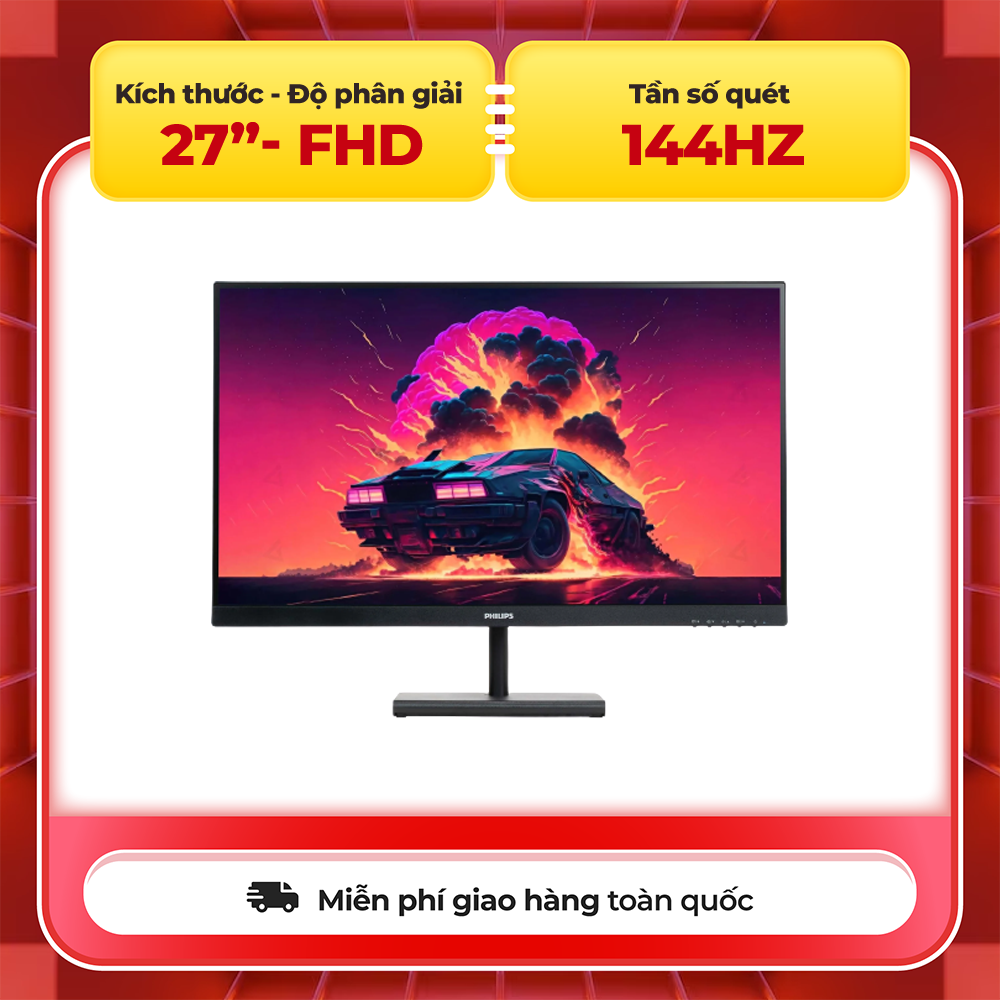 Kích thước - Độ phân giải
27”- FHD
Tần số quét
144HZ
PHILIPS
Miễn phí giao hàng toàn quốc